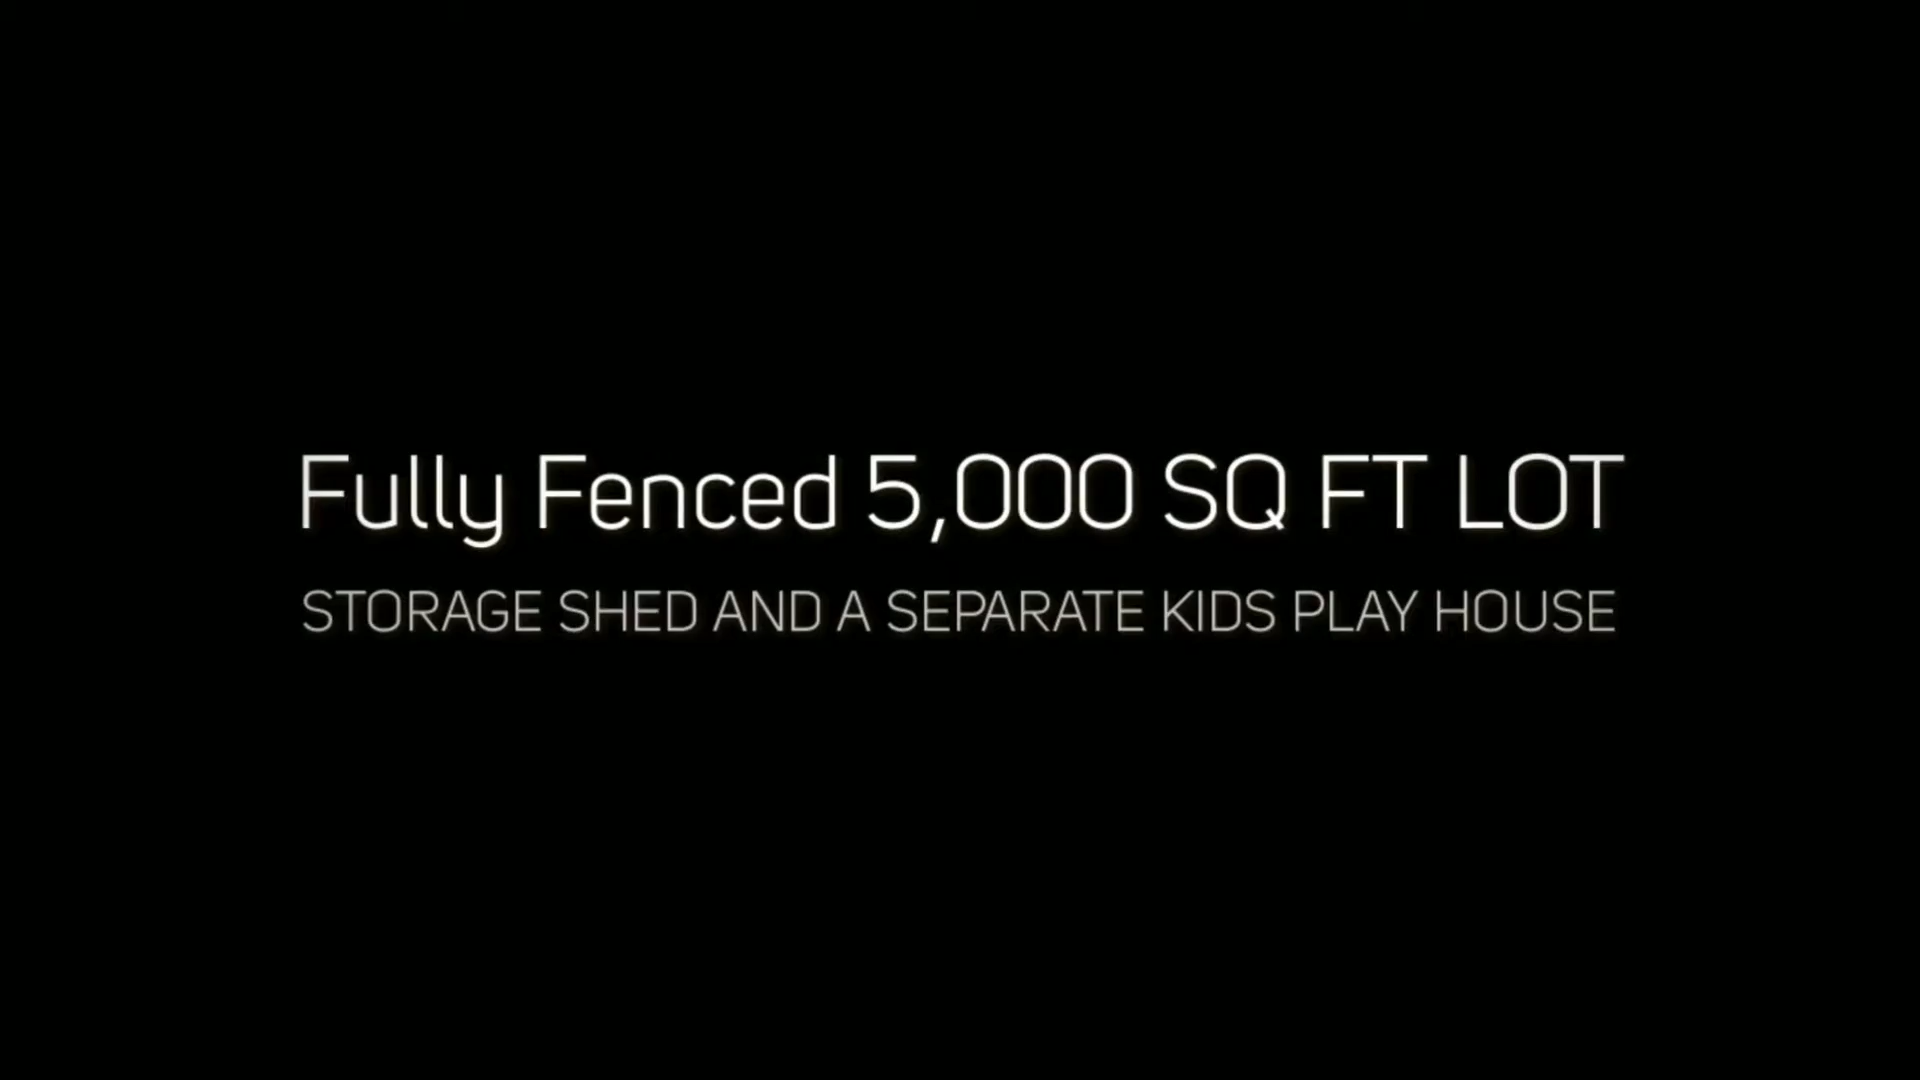 Fully Fenced 5,000 SQ FT LOT
STORAGE SHED AND A SEPARATE KIDS PLAY HOUSE